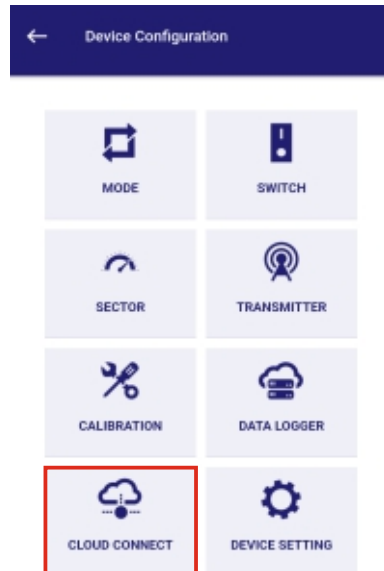 Device Configuration
MODE
SWITCH
SECTOR
TRANSMITTER
CALIBRATION
DATA LOGGER
CLOUD CONNECT
DEVICE SETTING